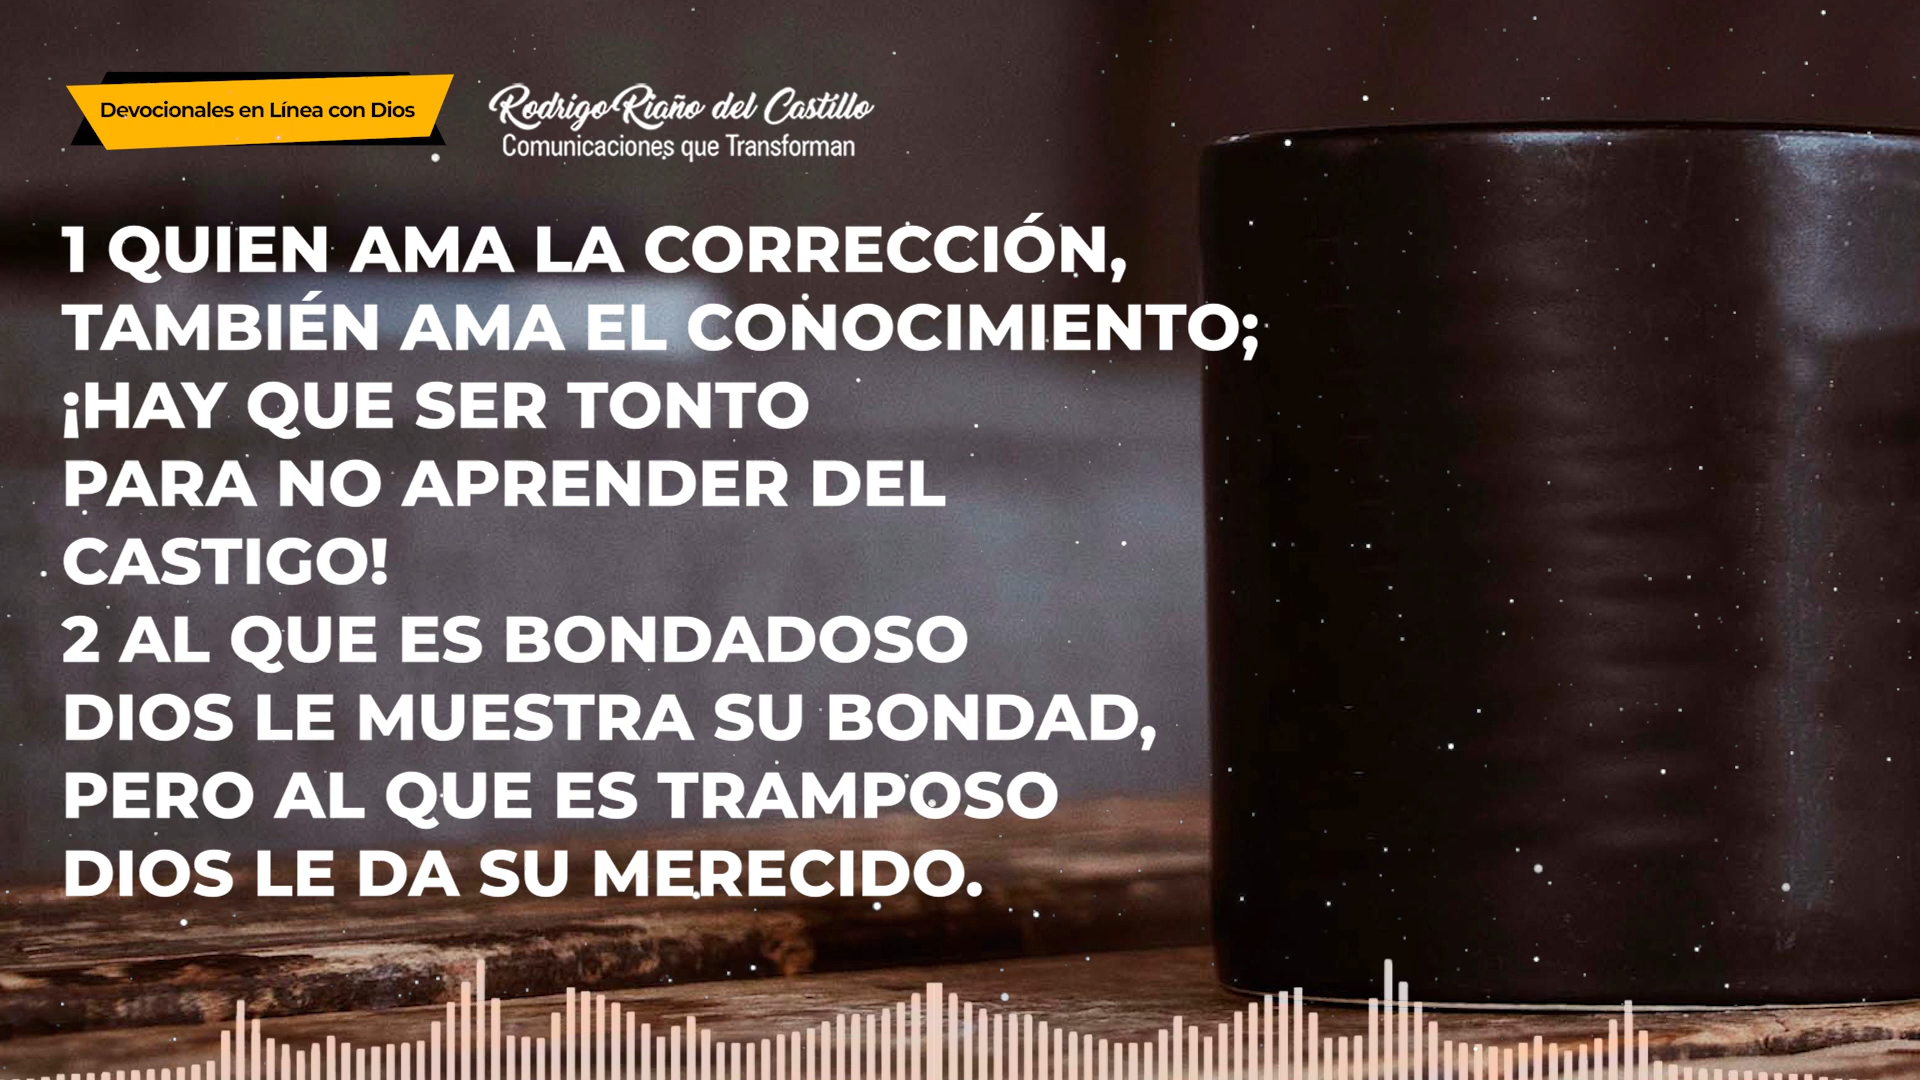 Devocionales en Línea con Dios
Rodrigo Riaño del Castillo
Comunicaciones que Transforman
1 QUIEN AMA LA CORRECCIÓN,
TAMBIÉN AMA EL CONOCIMIENTO;
¡HAY QUE SER TONTO
PARA NO APRENDER DEL
CASTIGO!
2 AL QUE ES BONDADOSO
DIOS LE MUESTRA SU BONDAD,
PERO AL QUE ES TRAMPOSO
DIOS LE DA SU MERECIDO.